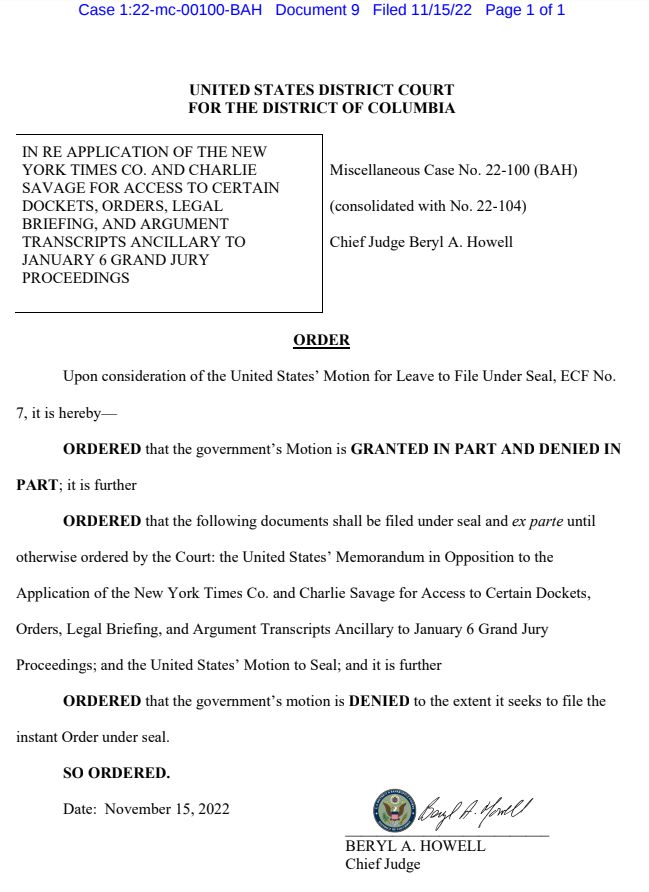 Case 1:22-mc-00100-BAH   Document 9   Filed 11/15/22   Page 1 of 1
UNITED STATES DISTRICT COURT
FOR THE DISTRICT OF COLUMBIA
IN RE APPLICATION OF THE NEW
YORK TIMES CO. AND CHARLIE
SAVAGE FOR ACCESS TO CERTAIN
DOCKETS, ORDERS, LEGAL
BRIEFING, AND ARGUMENT
TRANSCRIPTS ANCILLARY TO
JANUARY 6 GRAND JURY
PROCEEDINGS
Miscellaneous Case No. 22-100 (BAH)
(consolidated with No. 22-104)
Chief Judge Beryl A. Howell
ORDER
Upon consideration of the United States’ Motion for Leave to File Under Seal, ECF No.
7, it is hereby—
ORDERED that the government’s Motion is GRANTED IN PART AND DENIED IN
PART; it is further
ORDERED that the following documents shall be filed under seal and ex parte until
otherwise ordered by the Court: the United States’ Memorandum in Opposition to the
Application of the New York Times Co. and Charlie Savage for Access to Certain Dockets,
Orders, Legal Briefing, and Argument Transcripts Ancillary to January 6 Grand Jury
Proceedings; and the United States’ Motion to Seal; and it is further
ORDERED that the government’s motion is DENIED to the extent it seeks to file the
instant Order under seal.
SO ORDERED.
Date:  November 15, 2022
Beryl A. Howell
BERYL A. HOWELL
Chief Judge